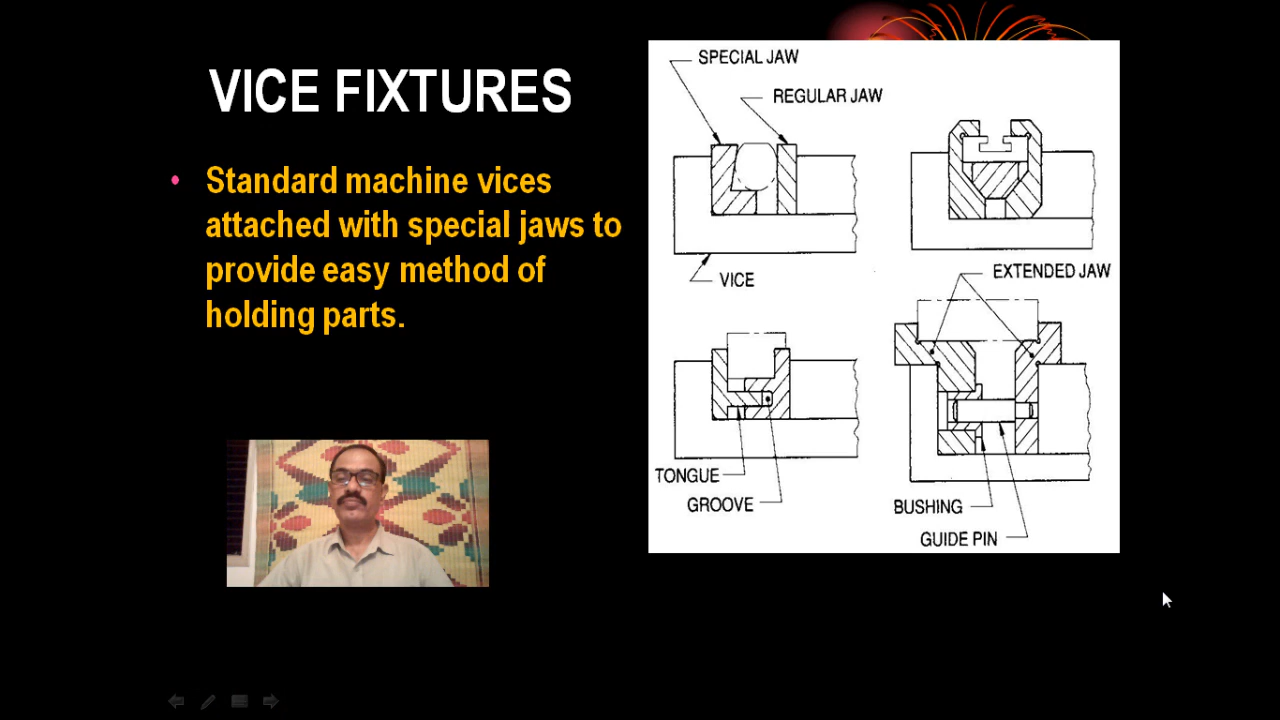 VICE FIXTURES
• Standard machine vices
attached with special jaws to
provide easy method of
holding parts.
SPECIAL JAW
REGULAR JAW
VICE
EXTENDED JAW
TONGUE
GROOVE
BUSHING
GUIDE PIN